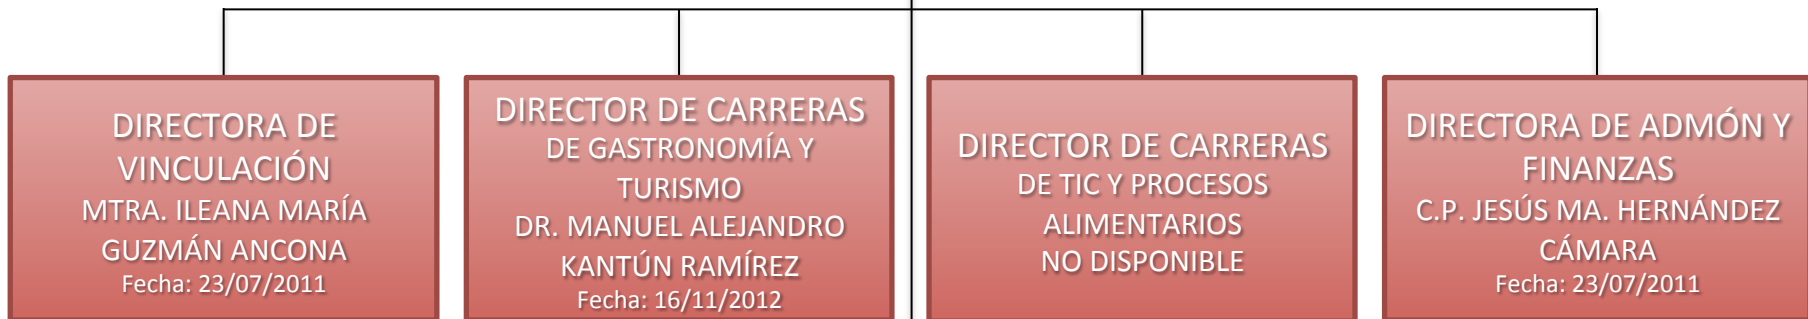 DIRECTORA DE
VINCULACIÓN
MTRA. ILEANA MARÍA
GUZMÁN ANCONA
Fecha: 23/07/2011
DIRECTOR DE CARRERAS
DE GASTRONOMÍA Y
TURISMO
DR. MANUEL ALEJANDRO
KANTÚN RAMÍREZ
Fecha: 16/11/2012
DIRECTOR DE CARRERAS
DE TIC Y PROCESOS
ALIMENTARIOS
NO DISPONIBLE
DIRECTORA DE ADMÓN Y
FINANZAS
C.P. JESÚS MA. HERNÁNDEZ
CÁMARA
Fecha: 23/07/2011